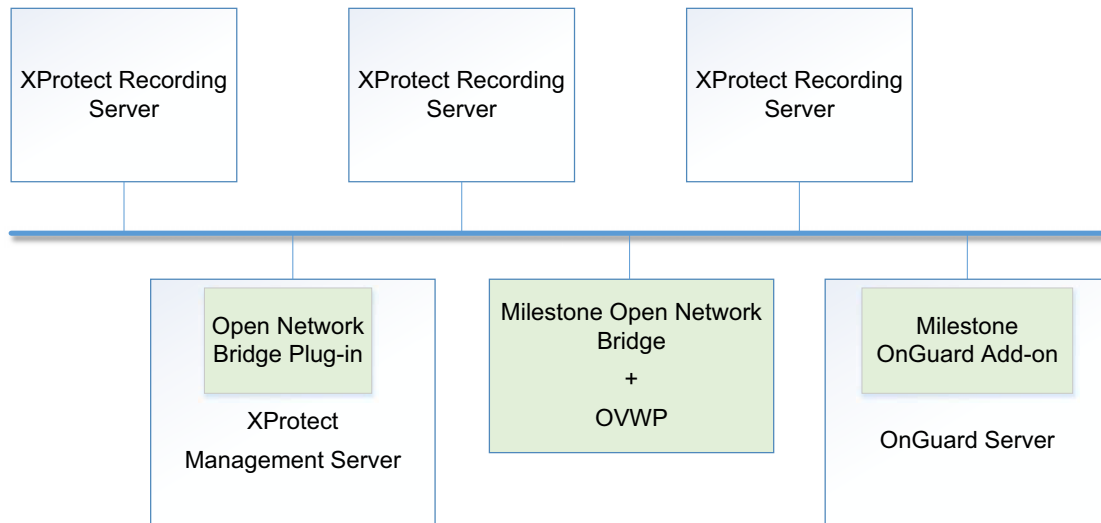 XProtect Recording
Server
XProtect Recording
Server
XProtect Recording
Server
Open Network
Bridge Plug-in
XProtect
Management Server
Milestone Open Network
Bridge
+
OVWP
Milestone
OnGuard Add-on
OnGuard Server